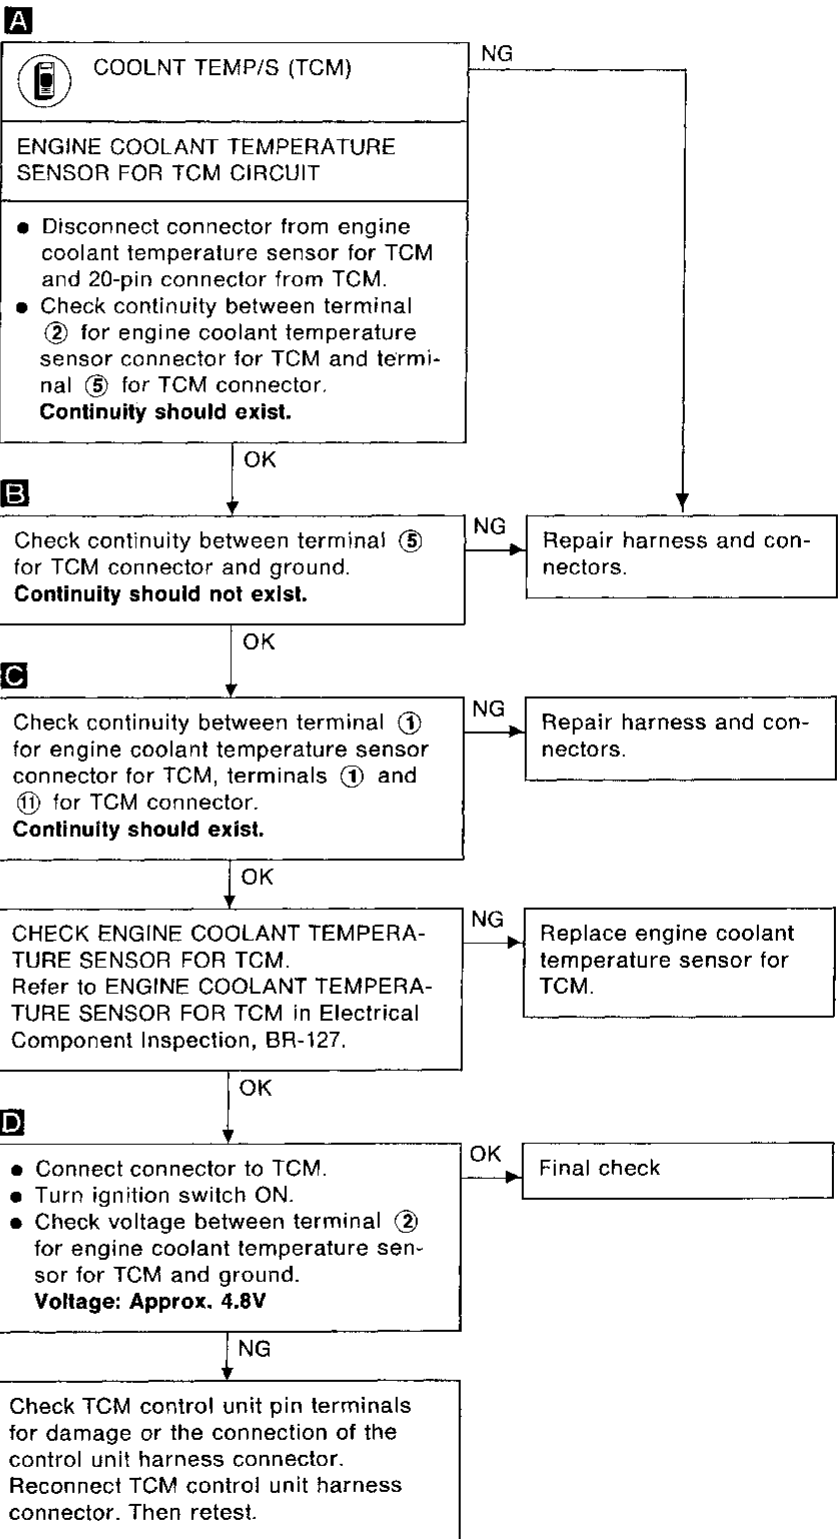 A
COOLNT TEMP/S (TCM)
NG
ENGINE COOLANT TEMPERATURE
SENSOR FOR TCM CIRCUIT
● Disconnect connector from engine
coolant temperature sensor for TCM
and 20-pin connector from TCM.
● Check continuity between terminal
② for engine coolant temperature
sensor connector for TCM and termi-
nal ⑤ for TCM connector.
Continuity should exist.
OK
B
Check continuity between terminal ⑤
for TCM connector and ground.
Continuity should not exist.
NG
Repair harness and con-
nectors.
OK
C
Check continuity between terminal ①
for engine coolant temperature sensor
connector for TCM, terminals ① and
⑪ for TCM connector.
Continuity should exist.
NG
Repair harness and con-
nectors.
OK
CHECK ENGINE COOLANT TEMPERA-
TURE SENSOR FOR TCM.
Refer to ENGINE COOLANT TEMPERA-
TURE SENSOR FOR TCM in Electrical
Component Inspection, BR-127.
NG
Replace engine coolant
temperature sensor for
TCM.
OK
D
● Connect connector to TCM.
● Turn ignition switch ON.
● Check voltage between terminal ②
for engine coolant temperature sen-
sor for TCM and ground.
Voltage: Approx. 4.8V
OK
Final check
NG
Check TCM control unit pin terminals
for damage or the connection of the
control unit harness connector.
Reconnect TCM control unit harness
connector. Then retest.